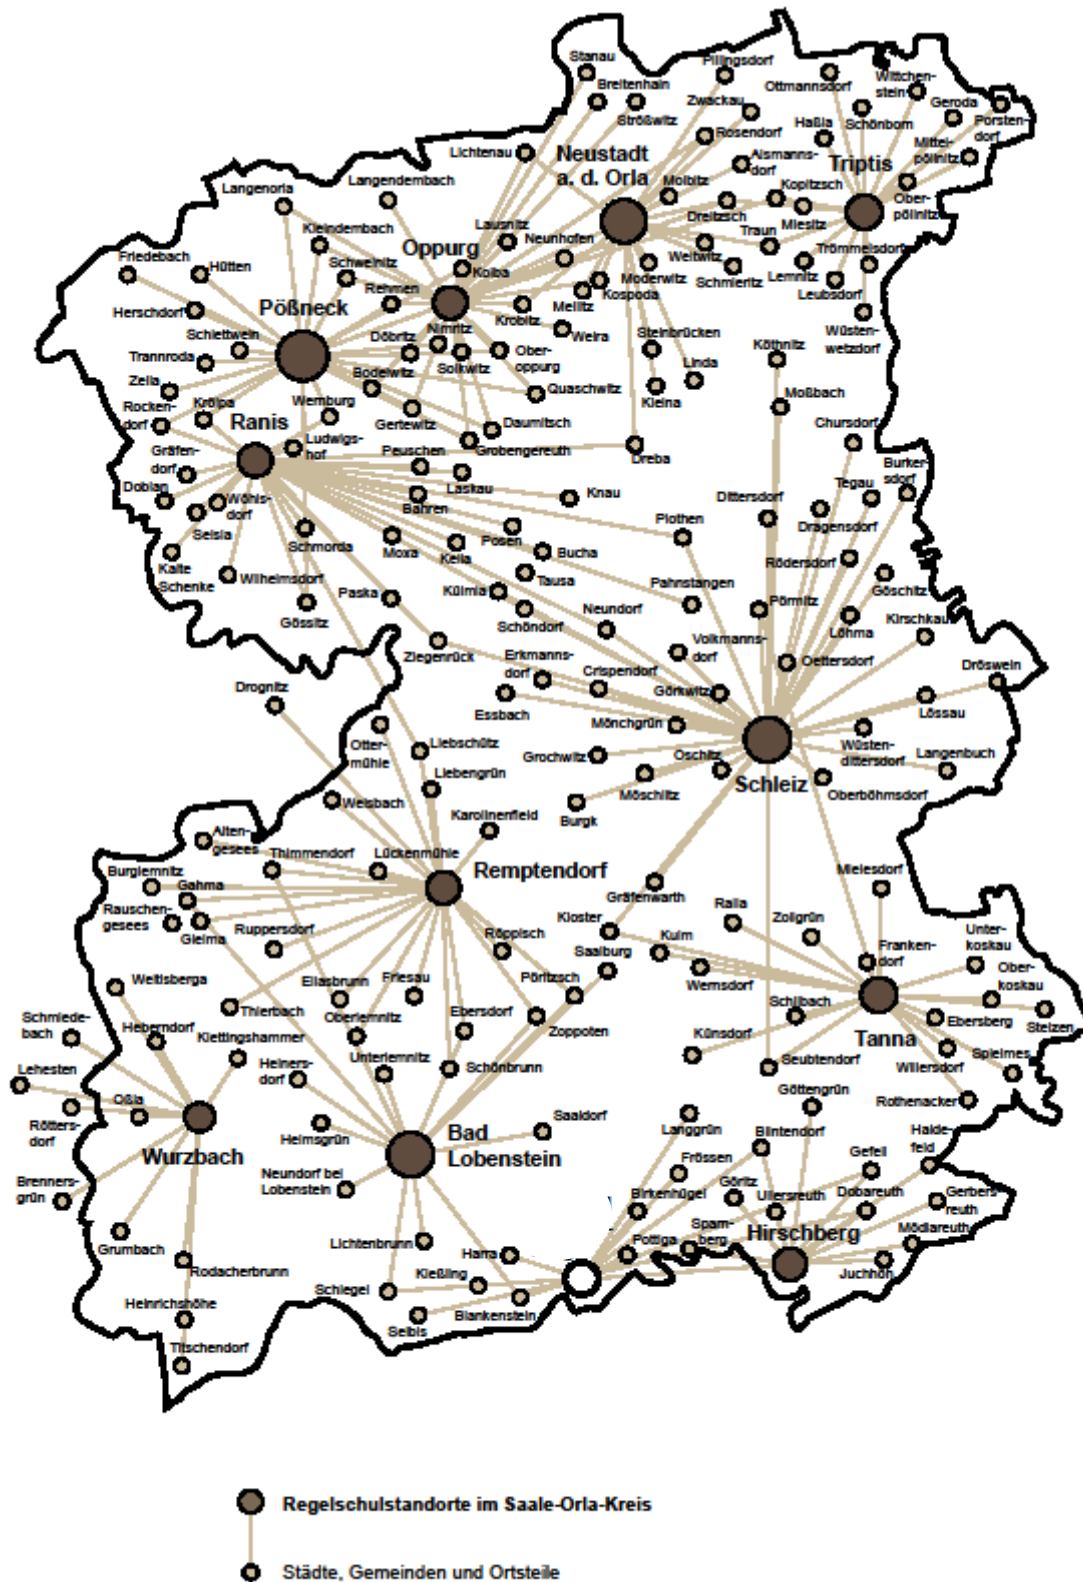 Stanau
Pillingsdorf
Ottmannsdorf
Wittchen-
stein
Breitenhain
Zwackau
Geroda
Strößwitz
Schönborn
Porsten-
dorf
Rosendorf
Haßla
Mittel-
pöllnitz
Lichtenau
Neustadt
a. d. Orla
Alsmanns-
dorf
Triptis
Langenorla
Langendembach
Molbitz
Kopitzsch
Ober-
pöllnitz
Dreitzsch
Miesitz
Kleindembach
Lausnitz
Oppurg
Neunhofen
Traun
Trömmelsdorf
Friedebach
Hütten
Schweinitz
Kolba
Weltwitz
Lemnitz
Moderwitz
Schmieritz
Leubsdorf
Rehmen
Meilitz
Kospoda
Herschdorf
Pößneck
Krobitz
Wüsten-
wetzdorf
Schlettwein
Döbritz
Nimritz
Weira
Steinbrücken
Köthnitz
Trannroda
Solkwitz
Ober-
oppurg
Linda
Bodelwitz
Zella
Quaschwitz
Kleina
Moßbach
Rocken-
dorf
Krölpa
Wernburg
Ranis
Gertewitz
Daumitsch
Chursdorf
Ludwigs-
hof
Peuschen
Grobengereuth
Dreba
Gräfen-
dorf
Burkers-
dorf
Tegau
Doblan
Laskau
Knau
Dittersdorf
Wöhls-
dorf
Bahren
Dragensdorf
Seisla
Plothen
Schmorda
Moxa
Keila
Posen
Bucha
Rödersdorf
Kalte
Schenke
Wilhelmsdorf
Tausa
Pahnstangen
Göschitz
Paska
Külmla
Neundorf
Pörmitz
Gössitz
Schöndorf
Löhma
Kirschkau
Ziegenrück
Erkmanns-
dorf
Volkmanns-
dorf
Oettersdorf
Crispendorf
Dröswein
Drognitz
Essbach
Görkwitz
Mönchgrün
Lössau
Otter-
mühle
Liebschütz
Grochwitz
Oschitz
Wüsten-
dittersdorf
Langenbuch
Liebengrün
Möschlitz
Schleiz
Oberböhmsdorf
Weisbach
Karolinenfield
Burgk
Alten-
gesees
Thimmendorf
Lückenmühle
Burglemnitz
Remptendorf
Mielesdorf
Gahma
Gräfenwarth
Rauschen-
gesees
Gleima
Ruppersdorf
Röppisch
Kloster
Ralla
Zollgrün
Saalburg
Kulm
Franken-
dorf
Unter-
koskau
Weitisberga
Eliasbrunn
Friesau
Pöritzsch
Wernsdorf
Ober-
koskau
Schmiede-
bach
Thierbach
Heberndorf
Klettingshammer
Oberlemnitz
Ebersdorf
Zoppoten
Schilbach
Ebersberg
Stelzen
Künsdorf
Tanna
Lehesten
Heiners-
dorf
Unterlemnitz
Schönbrunn
Seubtendorf
Willersdorf
Spielmes
Oßla
Göttengrün
Rothenacker
Rötters-
dorf
Saaldorf
Langgrün
Helmsgrün
Bad
Lobenstein
Blintendorf
Haide-
feld
Wurzbach
Frössen
Gefell
Brenners-
grün
Neundorf bei
Lobenstein
Göritz
Birkenhügel
Ullersreuth
Dobareuth
Gerbers-
reuth
Sparn-
berg
Hirschberg
Mödlareuth
Grumbach
Lichtenbrunn
Harra
Pottiga
Rodacherbrunn
Juchhöh
Schlegel
Kießling
Heinrichshöhe
Selbis
Blankenstein
Titschendorf
Regelschulstandorte im Saale-Orla-Kreis
Städte, Gemeinden und Ortsteile